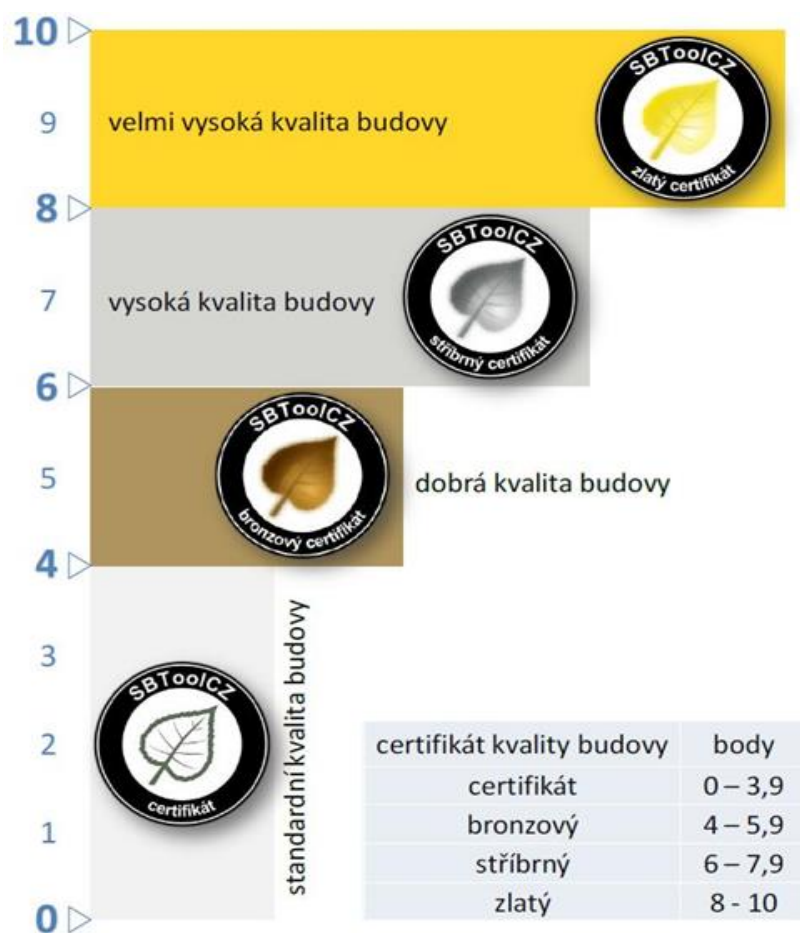 10
9
velmi vysoká kvalita budovy
SBToolCZ
zlatý certifikát
8
7
vysoká kvalita budovy
SBToolCZ
stříbrný certifikát
6
5
SBToolCZ
bronzový certifikát
dobrá kvalita budovy
4
3
2
1
0
SBToolCZ
certifikát
standardní kvalita budovy
certifikát kvality budovy body
certifikát 0 – 3,9
bronzový 4 – 5,9
stříbrný 6 – 7,9
zlatý 8 - 10